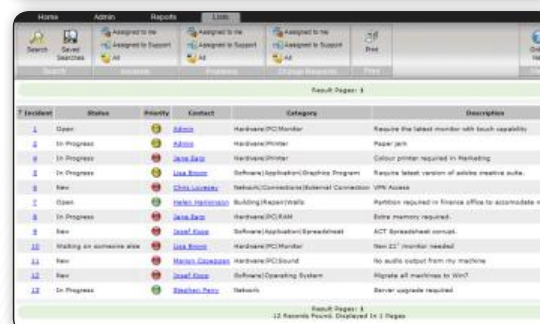 Home Admin Reports Lists
Assigned to me Assigned to me Assigned to me
Search Saved Searches Assigned to Support Assigned to Support Assigned to Support Print
All All All
Search Incidents Problems Change Requests Print
Result Pages: 1
Incident Status Priority Contact Category Description
1 Open Admin Hardware|PC|Monitor Require the latest monitor with touch capability
In Progress Admin Hardware|Printer Paper jam
In Progress Jane Hardware|Printer Colour printer required in Marketing
In Progress Lisa Brown Software|Application|Graphics Program Require latest version of adobe creative suite.
New Chris Lovesey Network|Connections|External Connection VPN Access
7 Open Helen Building|Repair|Walls Partition required in finance office to accomodate
8 In Progress Jane Hardware|PC|RAM Extra memory required.
9 New Josef Software|Application|Spreadsheet ACT Spreadsheet corrupt.
10 Waiting on someone else Lisa Brown Hardware|PC|Monitor New 21" monitor needed
11 New Marion Hardware|PC|Sound No audio output from my machine
12 New Josef Software|Operating System Migrate all machines to Win7
13 In Progress Stephen Perry Network Server upgrade required
Result Pages: 1
12 Records Found. Displayed In 1 Pages